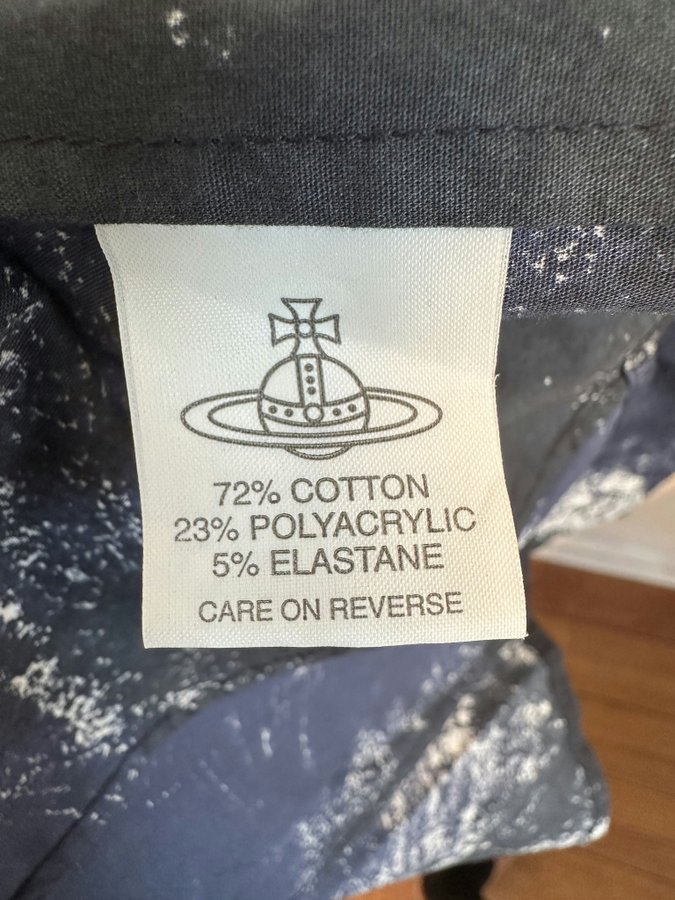 72% COTTON
23% POLYACRYLIC
5% ELASTANE
CARE ON REVERSE